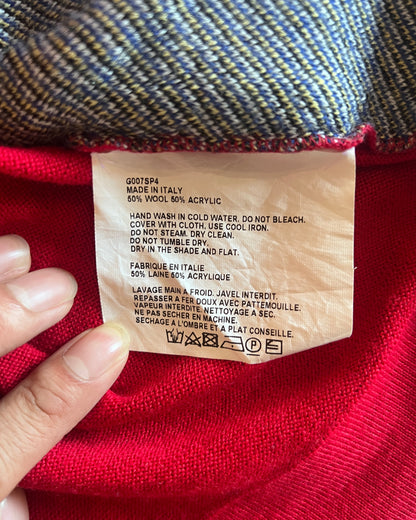 G007SP4
MADE IN ITALY
50% WOOL 50% ACRYLIC
HAND WASH IN COLD WATER. DO NOT BLEACH.
COVER WITH CLOTH. USE COOL IRON.
DO NOT STEAM. DRY CLEAN.
DO NOT TUMBLE DRY.
DRY IN THE SHADE AND FLAT.
FABRIQUE EN ITALIE
50% LAINE 50% ACRYLIQUE
LAVAGE MAIN A FROID. JAVEL INTERDIT.
REPASSER A FER DOUX AVEC PATTEMOUILLE.
VAPEUR INTERDITE. NETTOYAGE A SEC.
NE PAS SECHER EN MACHINE.
SECHAGE A L'OMBRE ET A PLAT CONSEILLE.
P